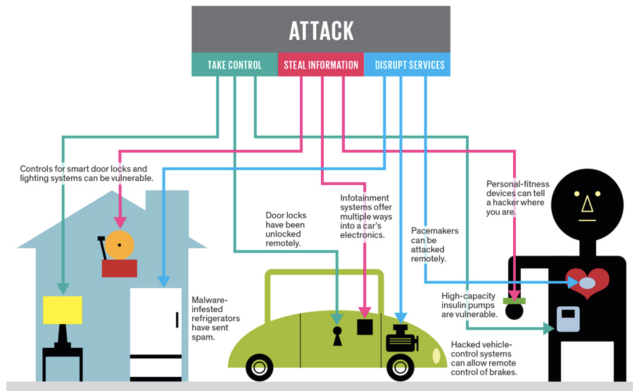 ATTACK
TAKE CONTROL
STEAL INFORMATION
DISRUPT SERVICES
Controls for smart door locks and
lighting systems can be vulnerable.
Malware-
infested
refrigerators
have sent
spam.
Door locks
have been
unlocked
remotely.
Infotainment
systems offer
multiple ways
into a car's
electronics.
Pacemakers
can be
attacked
remotely.
Personal-fitness
devices can tell
a hacker where
you are.
High-capacity
insulin pumps
are vulnerable.
Hacked vehicle-
control systems
can allow remote
control of brakes.